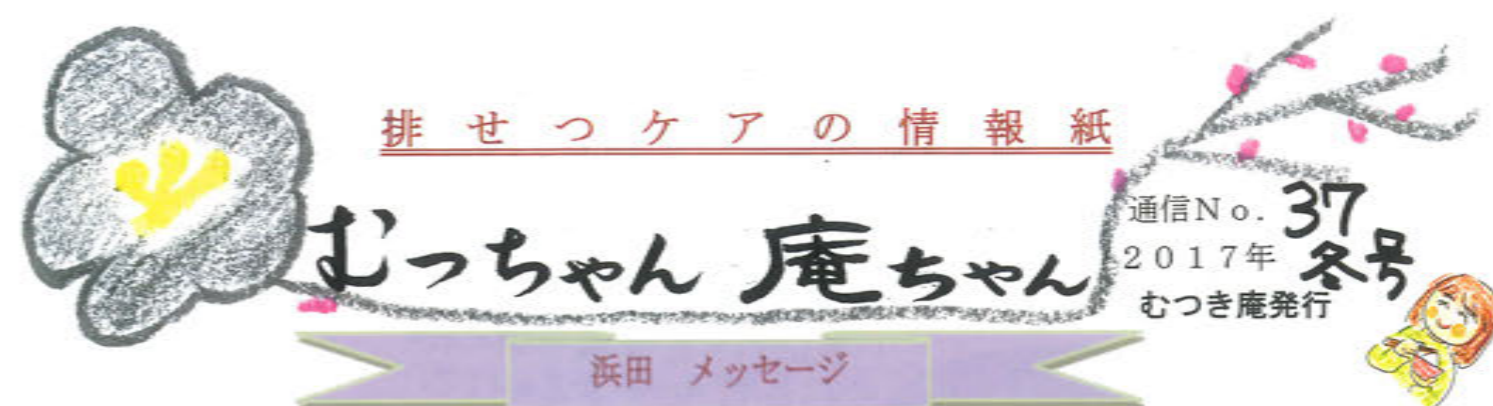 排せつケアの情報紙
むっちゃん 庵ちゃん
通信No. 37
2017年 冬号
むつき庵発行
浜田 メッセージ